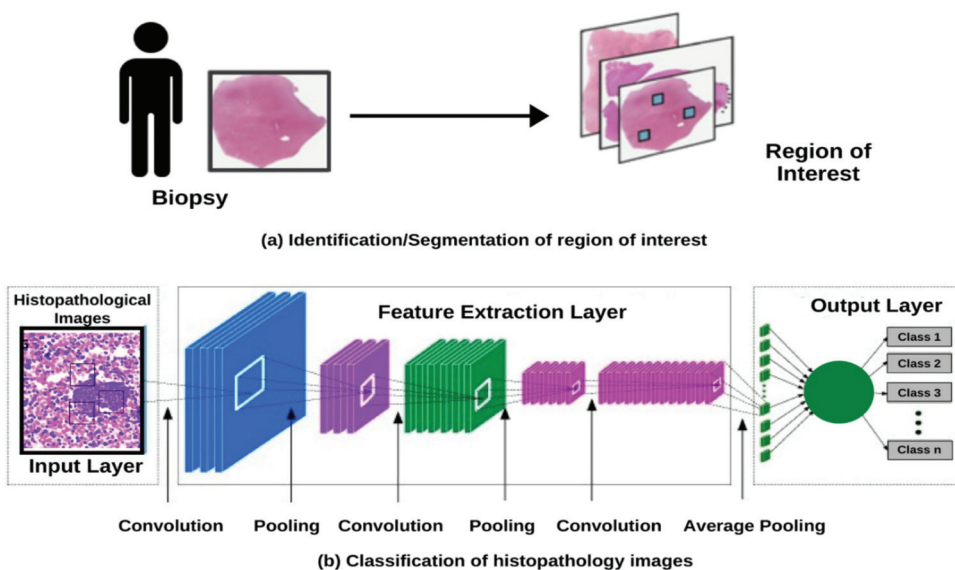 Biopsy
Region of
Interest
(a) Identification/Segmentation of region of interest
Histopathological
Images
Input Layer
Feature Extraction Layer
Output Layer
Class 1
Class 2
Class 3
Class n
Convolution
Pooling
Convolution
Pooling
Convolution
Average Pooling
(b) Classification of histopathology images